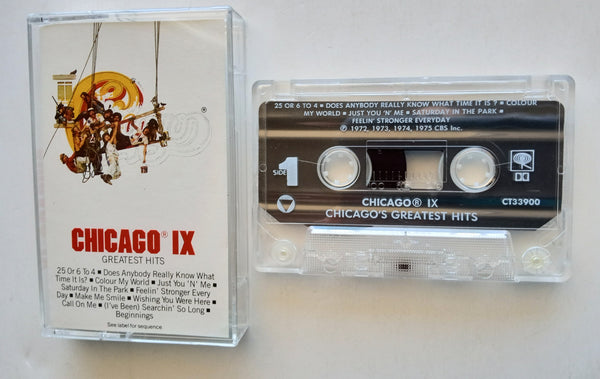 CHICAGO® IX
GREATEST HITS
25 Or 6 To 4 ■ Does Anybody Really Know What
Time It Is? ■ Colour My World ■ Just You 'N' Me ■
Saturday In The Park ■ Feelin' Stronger Every
Day ■ Make Me Smile ■ Wishing You Were Here ■
Call On Me ■ (I've Been) Searchin' So Long ■
Beginnings
See label for sequence
25 OR 6 TO 4 • DOES ANYBODY REALLY KNOW WHAT TIME IT IS ? • COLOUR
MY WORLD • JUST YOU 'N' ME • SATURDAY IN THE PARK •
FEELIN' STRONGER EVERYDAY
℗ 1972, 1973, 1974, 1975 CBS Inc.
SIDE 1
CHICAGO® IX
CHICAGO'S GREATEST HITS
CT33900